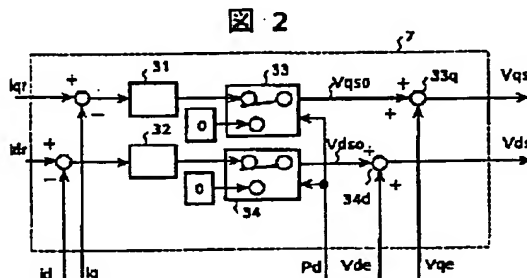 図 2
7
31
33
Vqso
33q
Vqs
Iqr
+
−
+
+
0
32
Idr
+
−
Vdso
+
+
Vds
0
34
34d
id
iq
Pd
Vde
Vqe